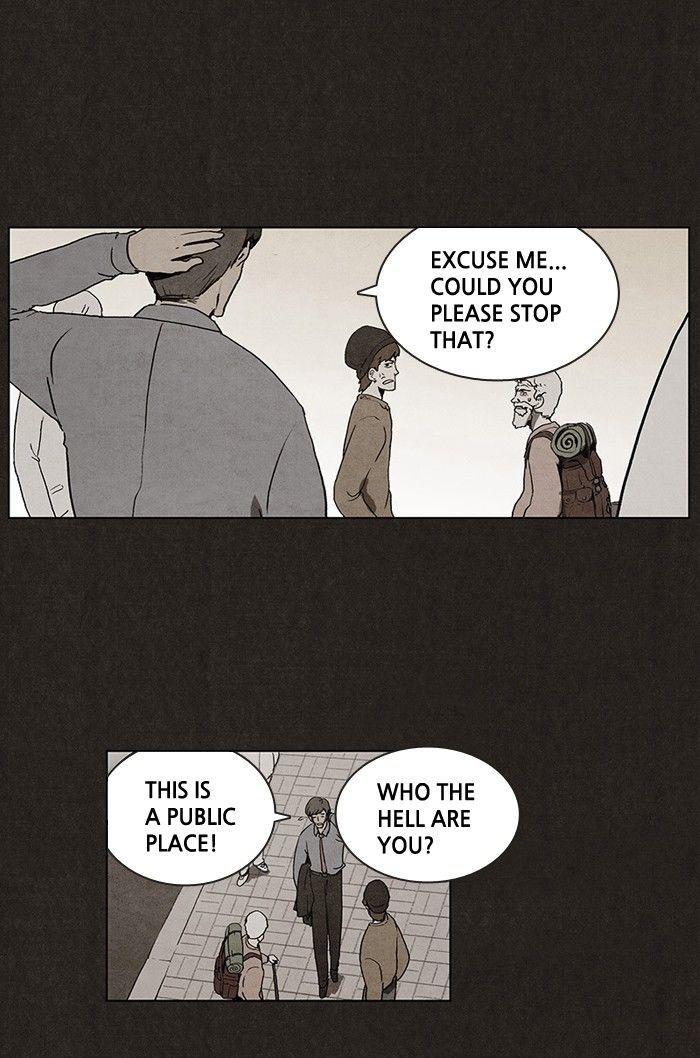 EXCUSE ME...
COULD YOU
PLEASE STOP
THAT?
THIS IS
A PUBLIC
PLACE!
WHO THE
HELL ARE
YOU?